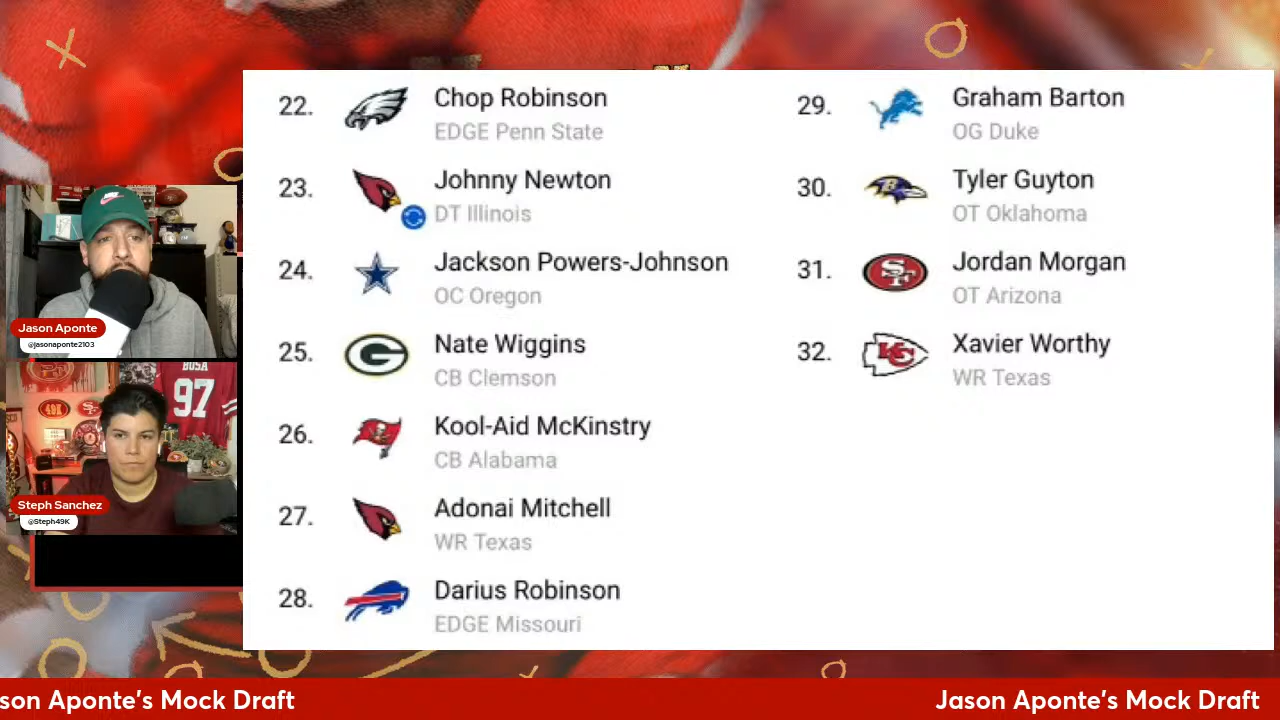 22.
Chop Robinson
EDGE Penn State
23.
Johnny Newton
DT Illinois
24.
Jackson Powers-Johnson
OC Oregon
25.
Nate Wiggins
CB Clemson
26.
Kool-Aid McKinstry
CB Alabama
27.
Adonai Mitchell
WR Texas
28.
Darius Robinson
EDGE Missouri
29.
Graham Barton
OG Duke
30.
Tyler Guyton
OT Oklahoma
31.
SF
Jordan Morgan
OT Arizona
32.
KC
Xavier Worthy
WR Texas
Jason Aponte
@jasonaponte2103
BOSA
97
Steph Sanchez
@Steph49K
son Aponte's Mock Draft
Jason Aponte's Mock Draft